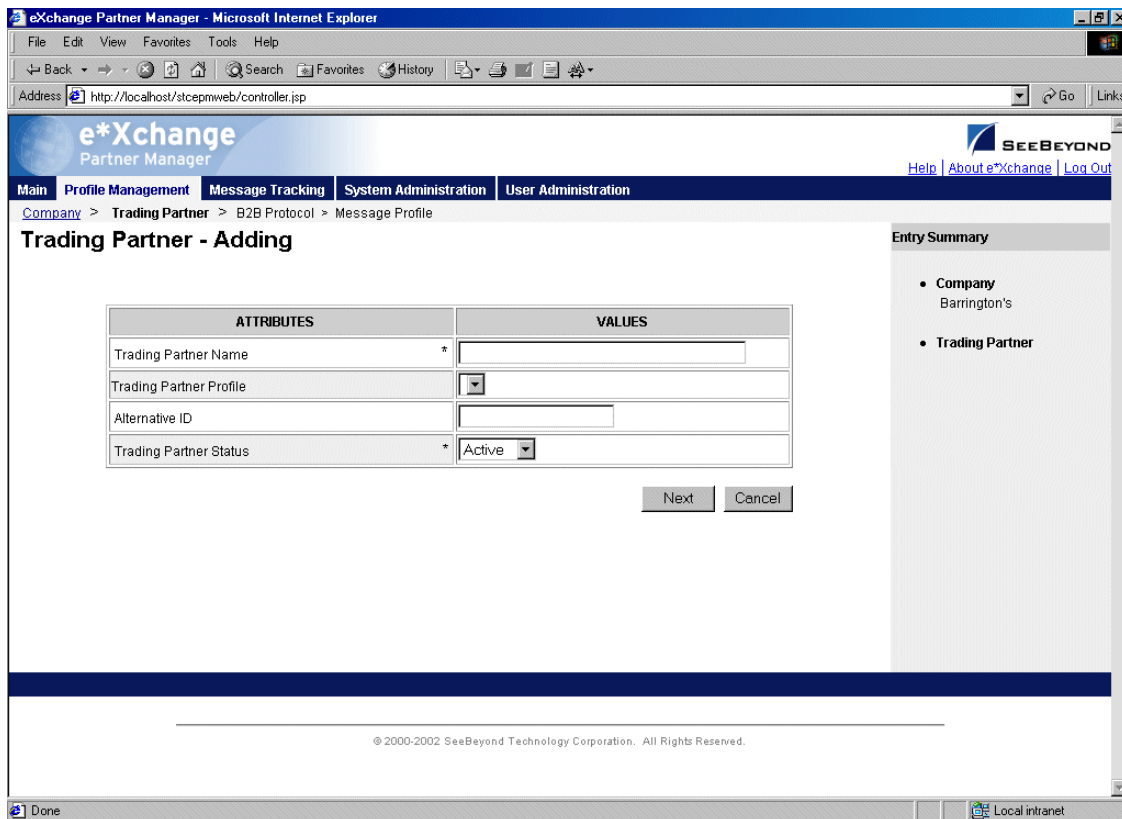 eXchange Partner Manager - Microsoft Internet Explorer
File Edit View Favorites Tools Help
Back Search Favorites History
Address http://localhost/stcepmweb/controller.jsp Go Links
e*Xchange
Partner Manager
SEEBEYOND
Help | About e*Xchange | Log Out
Main Profile Management Message Tracking System Administration User Administration
Company > Trading Partner > B2B Protocol > Message Profile
Trading Partner - Adding
Entry Summary
• Company
Barrington's
• Trading Partner
ATTRIBUTES VALUES
Trading Partner Name *
Trading Partner Profile
Alternative ID
Trading Partner Status * Active
Next Cancel
© 2000-2002 SeeBeyond Technology Corporation. All Rights Reserved.
Done Local intranet